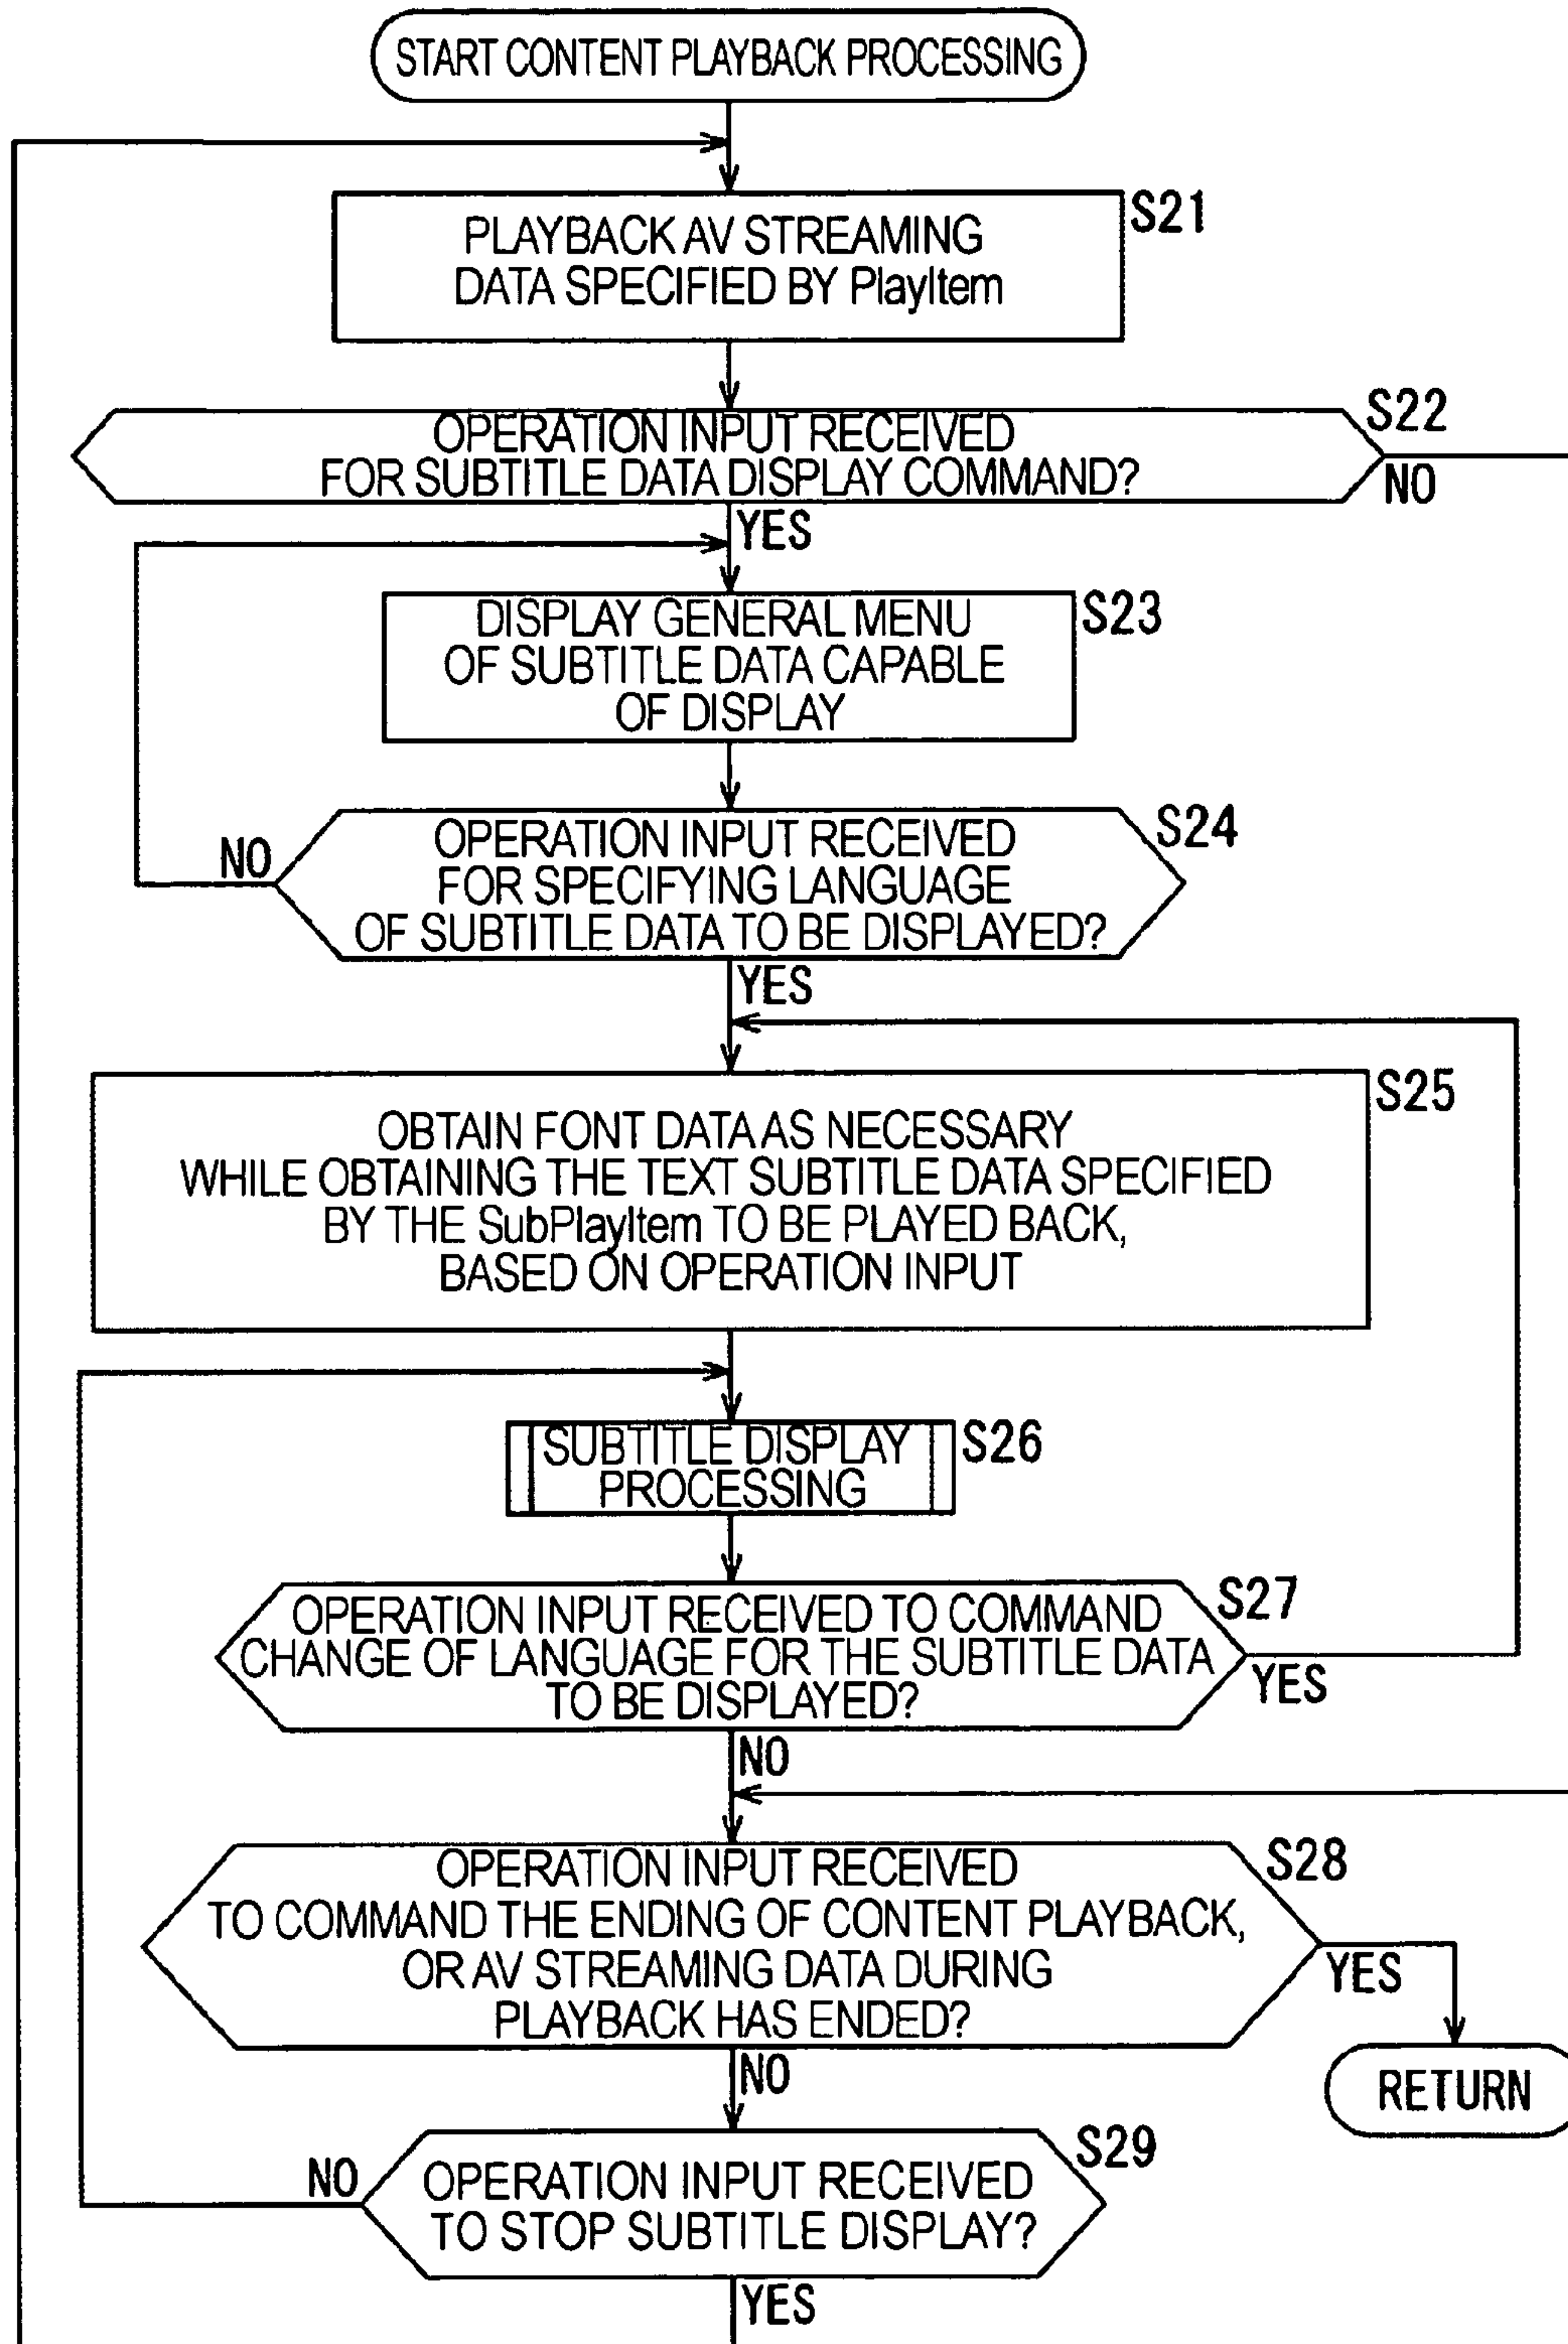 START CONTENT PLAYBACK PROCESSING
S21
PLAYBACK AV STREAMING
DATA SPECIFIED BY PlayItem
S22
OPERATION INPUT RECEIVED
FOR SUBTITLE DATA DISPLAY COMMAND?
NO
YES
S23
DISPLAY GENERAL MENU
OF SUBTITLE DATA CAPABLE
OF DISPLAY
S24
OPERATION INPUT RECEIVED
FOR SPECIFYING LANGUAGE
OF SUBTITLE DATA TO BE DISPLAYED?
NO
YES
S25
OBTAIN FONT DATA AS NECESSARY
WHILE OBTAINING THE TEXT SUBTITLE DATA SPECIFIED
BY THE SubPlayItem TO BE PLAYED BACK,
BASED ON OPERATION INPUT
S26
SUBTITLE DISPLAY
PROCESSING
S27
OPERATION INPUT RECEIVED TO COMMAND
CHANGE OF LANGUAGE FOR THE SUBTITLE DATA
TO BE DISPLAYED?
YES
NO
S28
OPERATION INPUT RECEIVED
TO COMMAND THE ENDING OF CONTENT PLAYBACK,
OR AV STREAMING DATA DURING
PLAYBACK HAS ENDED?
YES
NO
RETURN
S29
OPERATION INPUT RECEIVED
TO STOP SUBTITLE DISPLAY?
NO
YES